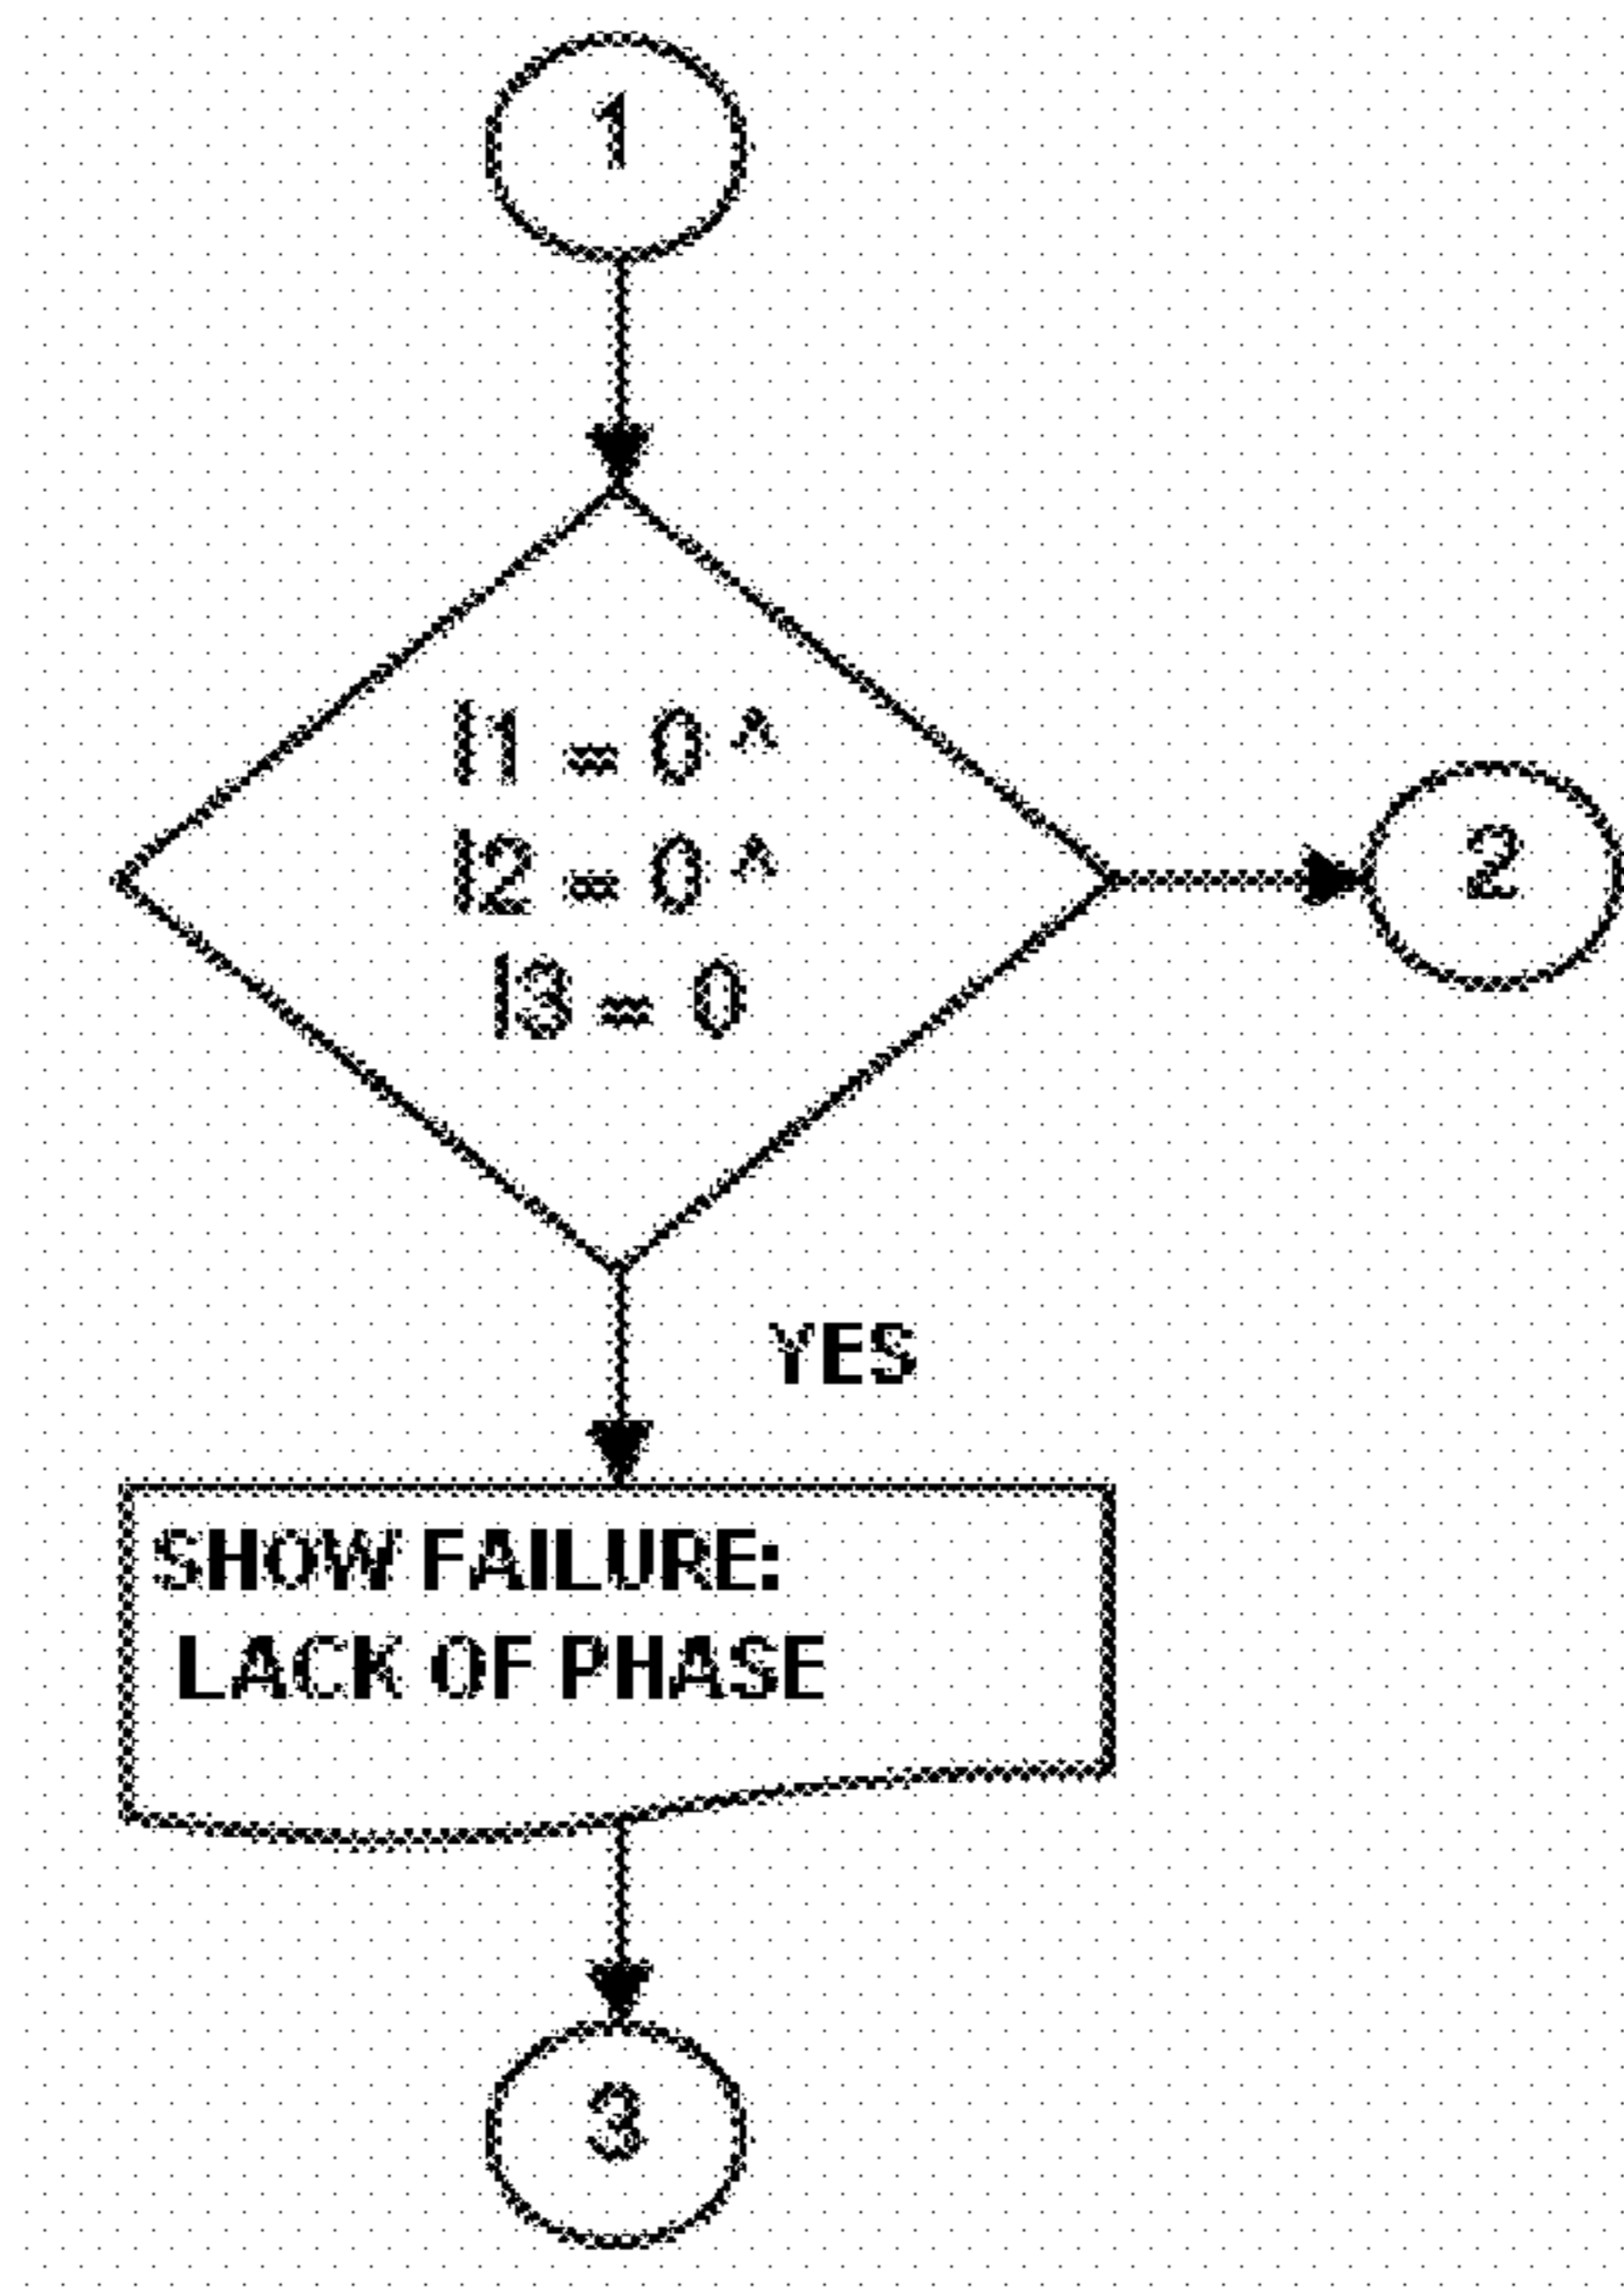 1
I1 = 0 ^
I2 = 0 ^
I3 = 0
2
YES
SHOW FAILURE:
LACK OF PHASE
3